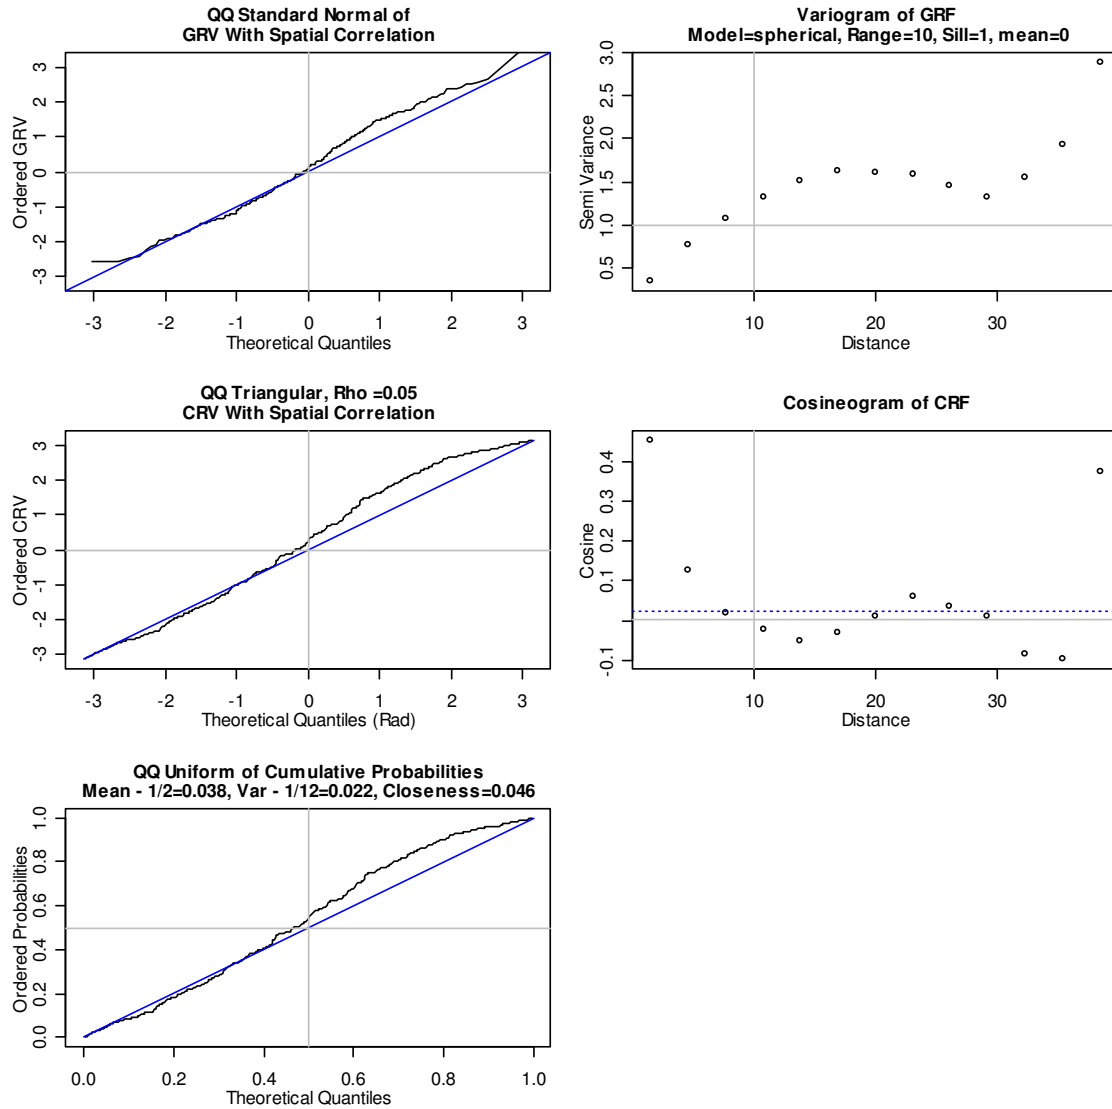 QQ Standard Normal of
GRV With Spatial Correlation
Ordered GRV
3
2
1
0
-1
-2
-3
-3 -2 -1 0 1 2 3
Theoretical Quantiles
Variogram of GRF
Model=spherical, Range=10, Sill=1, mean=0
Semi Variance
3.0
2.5
2.0
1.5
1.0
0.5
10 20 30
Distance
QQ Triangular, Rho =0.05
CRV With Spatial Correlation
Ordered CRV
3
2
1
0
-1
-2
-3
-3 -2 -1 0 1 2 3
Theoretical Quantiles (Rad)
Cosineogram of CRF
Cosine
0.4
0.3
0.2
0.1
-0.1
10 20 30
Distance
QQ Uniform of Cumulative Probabilities
Mean - 1/2=0.038, Var - 1/12=0.022, Closeness=0.046
Ordered Probabilities
1.0
0.8
0.6
0.4
0.2
0.0
0.0 0.2 0.4 0.6 0.8 1.0
Theoretical Quantiles